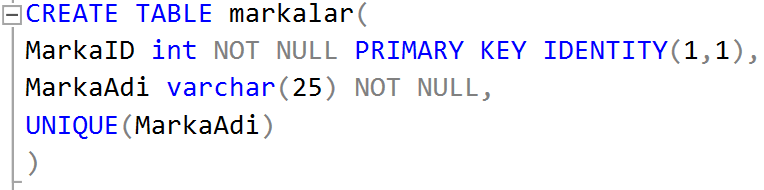 CREATE TABLE markalar(
MarkaID int NOT NULL PRIMARY KEY IDENTITY(1,1),
MarkaAdi varchar(25) NOT NULL,
UNIQUE(MarkaAdi)
)